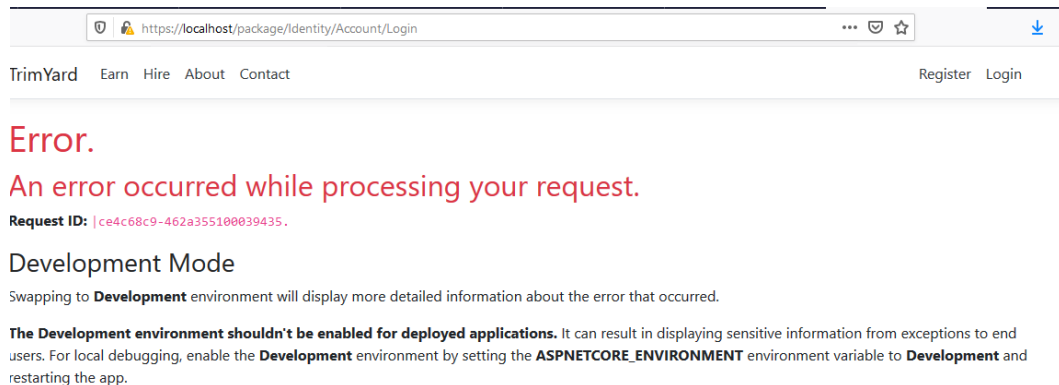 https://localhost/package/Identity/Account/Login
TrimYard Earn Hire About Contact Register Login
Error.
An error occurred while processing your request.
Request ID: |ce4c68c9-462a355100039435.
Development Mode
Swapping to Development environment will display more detailed information about the error that occurred.
The Development environment shouldn't be enabled for deployed applications. It can result in displaying sensitive information from exceptions to end
users. For local debugging, enable the Development environment by setting the ASPNETCORE_ENVIRONMENT environment variable to Development and
restarting the app.